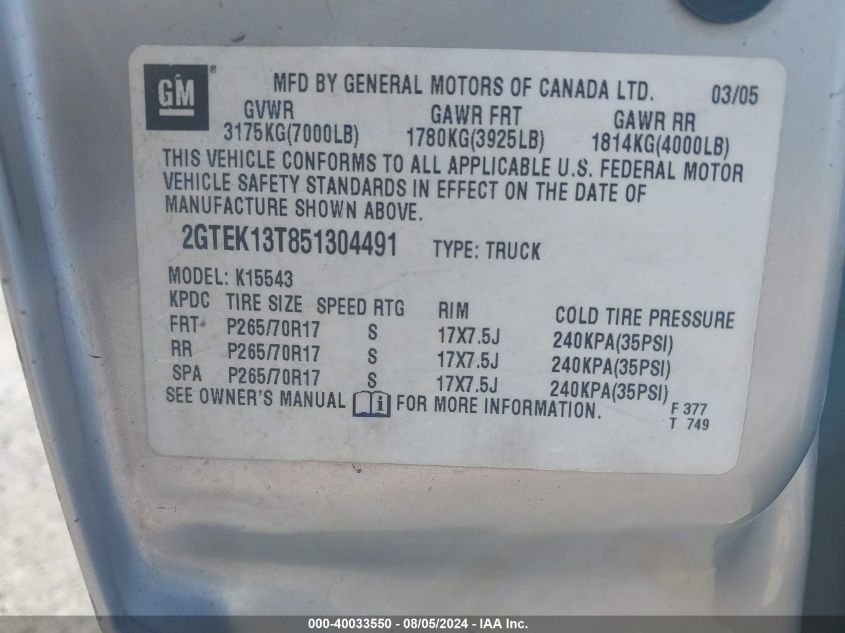 GM®
MFD BY GENERAL MOTORS OF CANADA LTD. 03/05
GVWR GAWR FRT GAWR RR
3175KG(7000LB) 1780KG(3925LB) 1814KG(4000LB)
THIS VEHICLE CONFORMS TO ALL APPLICABLE U.S. FEDERAL MOTOR
VEHICLE SAFETY STANDARDS IN EFFECT ON THE DATE OF
MANUFACTURE SHOWN ABOVE.
2GTEK13T851304491 TYPE: TRUCK
MODEL: K15543
KPDC TIRE SIZE SPEED RTG RIM COLD TIRE PRESSURE
FRT P265/70R17 S 17X7.5J 240KPA(35PSI)
RR P265/70R17 S 17X7.5J 240KPA(35PSI)
SPA P265/70R17 S 17X7.5J 240KPA(35PSI)
SEE OWNER'S MANUAL i FOR MORE INFORMATION. F 377
T 749
000-40033550 - 08/05/2024 - IAA Inc.